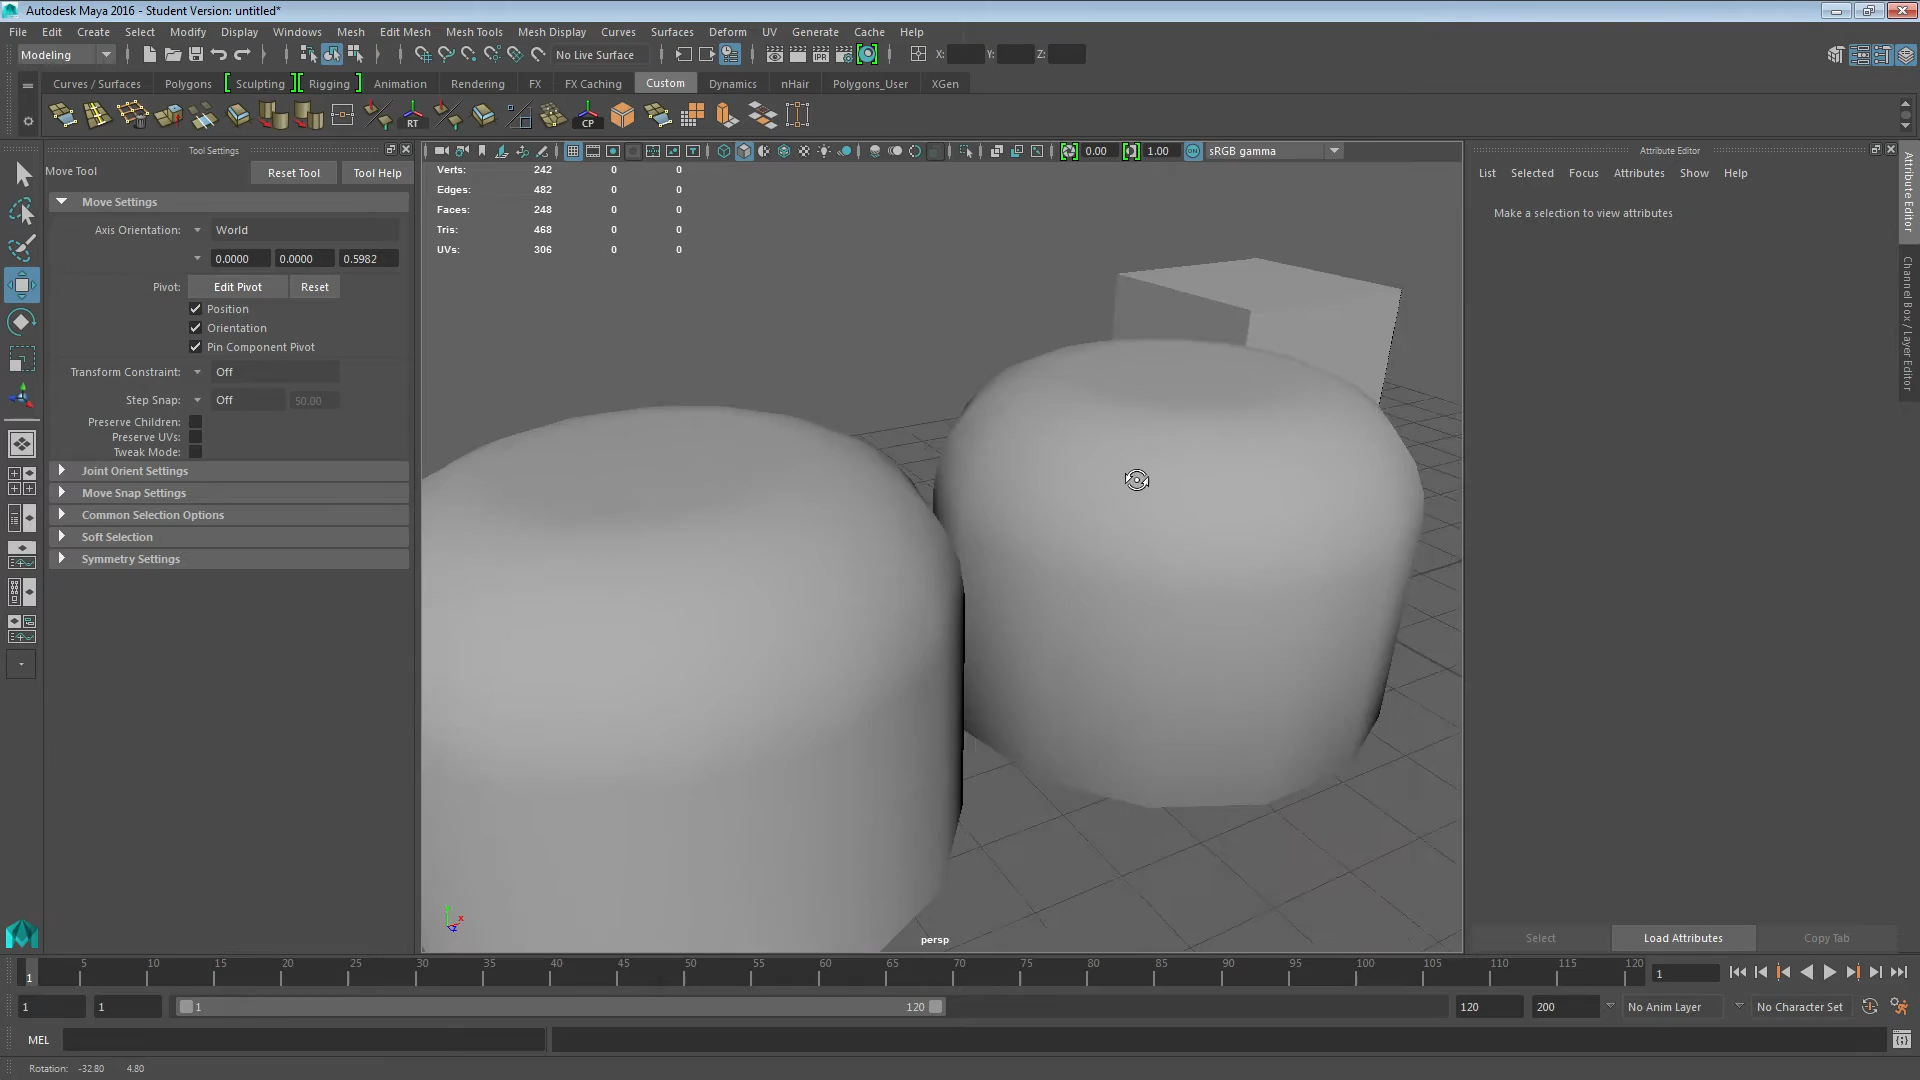 Autodesk Maya 2016 - Student Version: untitled*
File Edit Create Select Modify Display Windows Mesh Edit Mesh Mesh Tools Mesh Display Curves Surfaces Deform UV Generate Cache Help
Modeling No Live Surface X: Y: Z:
Curves / Surfaces Polygons Sculpting Rigging Animation Rendering FX FX Caching Custom Dynamics nHair Polygons_User XGen
RT CP
Tool Settings
Move Tool Reset Tool Tool Help
Move Settings
Axis Orientation: World
0.0000 0.0000 0.5982
Pivot: Edit Pivot Reset
Position
Orientation
Pin Component Pivot
Transform Constraint: Off
Step Snap: Off 50.00
Preserve Children:
Preserve UVs:
Tweak Mode:
Joint Orient Settings
Move Snap Settings
Common Selection Options
Soft Selection
Symmetry Settings
0.00 1.00 sRGB gamma
Verts: 242 0 0
Edges: 482 0 0
Faces: 248 0 0
Tris: 468 0 0
UVs: 306 0 0
persp
Attribute Editor
List Selected Focus Attributes Show Help
Make a selection to view attributes
Attribute Editor
Channel Box / Layer Editor
Select Load Attributes Copy Tab
1 5 10 15 20 25 30 35 40 45 50 55 60 65 70 75 80 85 90 95 100 105 110 115 120 1
1 1 1 120 120 200 No Anim Layer No Character Set
MEL
Rotation: -32.80 4.80